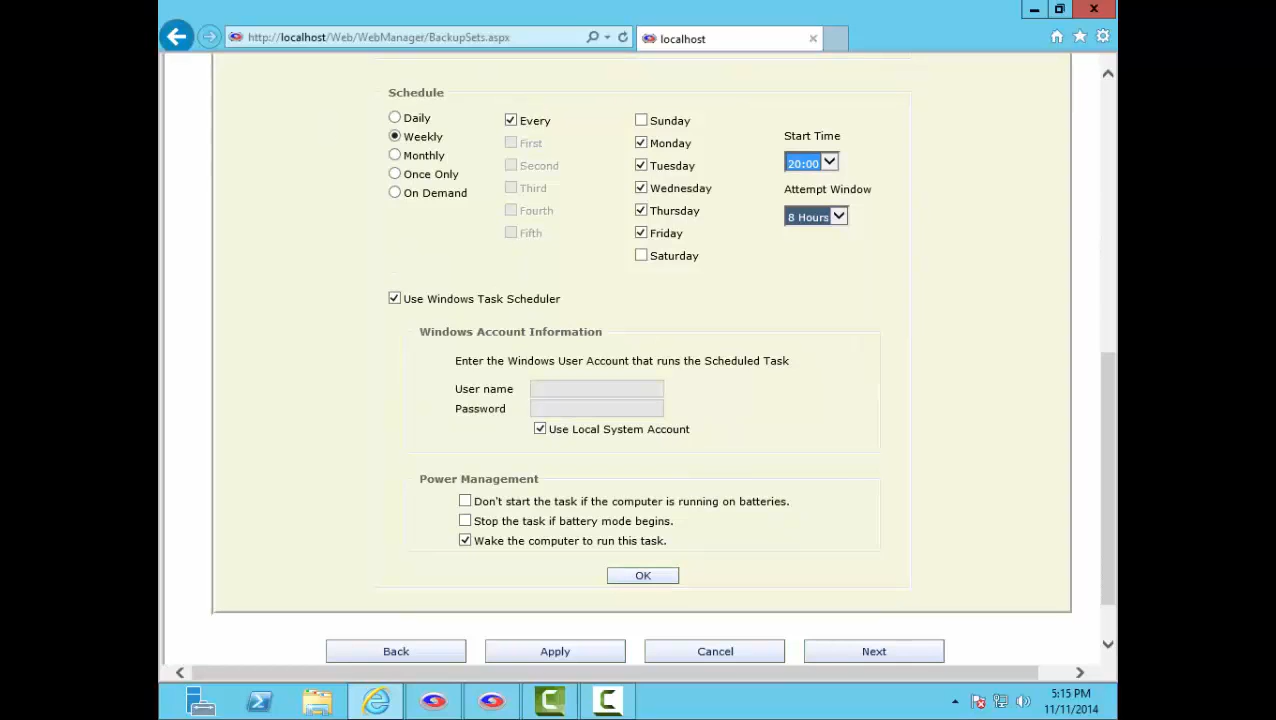 http://localhost/Web/WebManager/BackupSets.aspx
localhost
Schedule
Daily
Weekly
Monthly
Once Only
On Demand
Every
First
Second
Third
Fourth
Fifth
Sunday
Monday
Tuesday
Wednesday
Thursday
Friday
Saturday
Start Time
20:00
Attempt Window
8 Hours
Use Windows Task Scheduler
Windows Account Information
Enter the Windows User Account that runs the Scheduled Task
User name
Password
Use Local System Account
Power Management
Don't start the task if the computer is running on batteries.
Stop the task if battery mode begins.
Wake the computer to run this task.
OK
Back
Apply
Cancel
Next
5:15 PM
11/11/2014